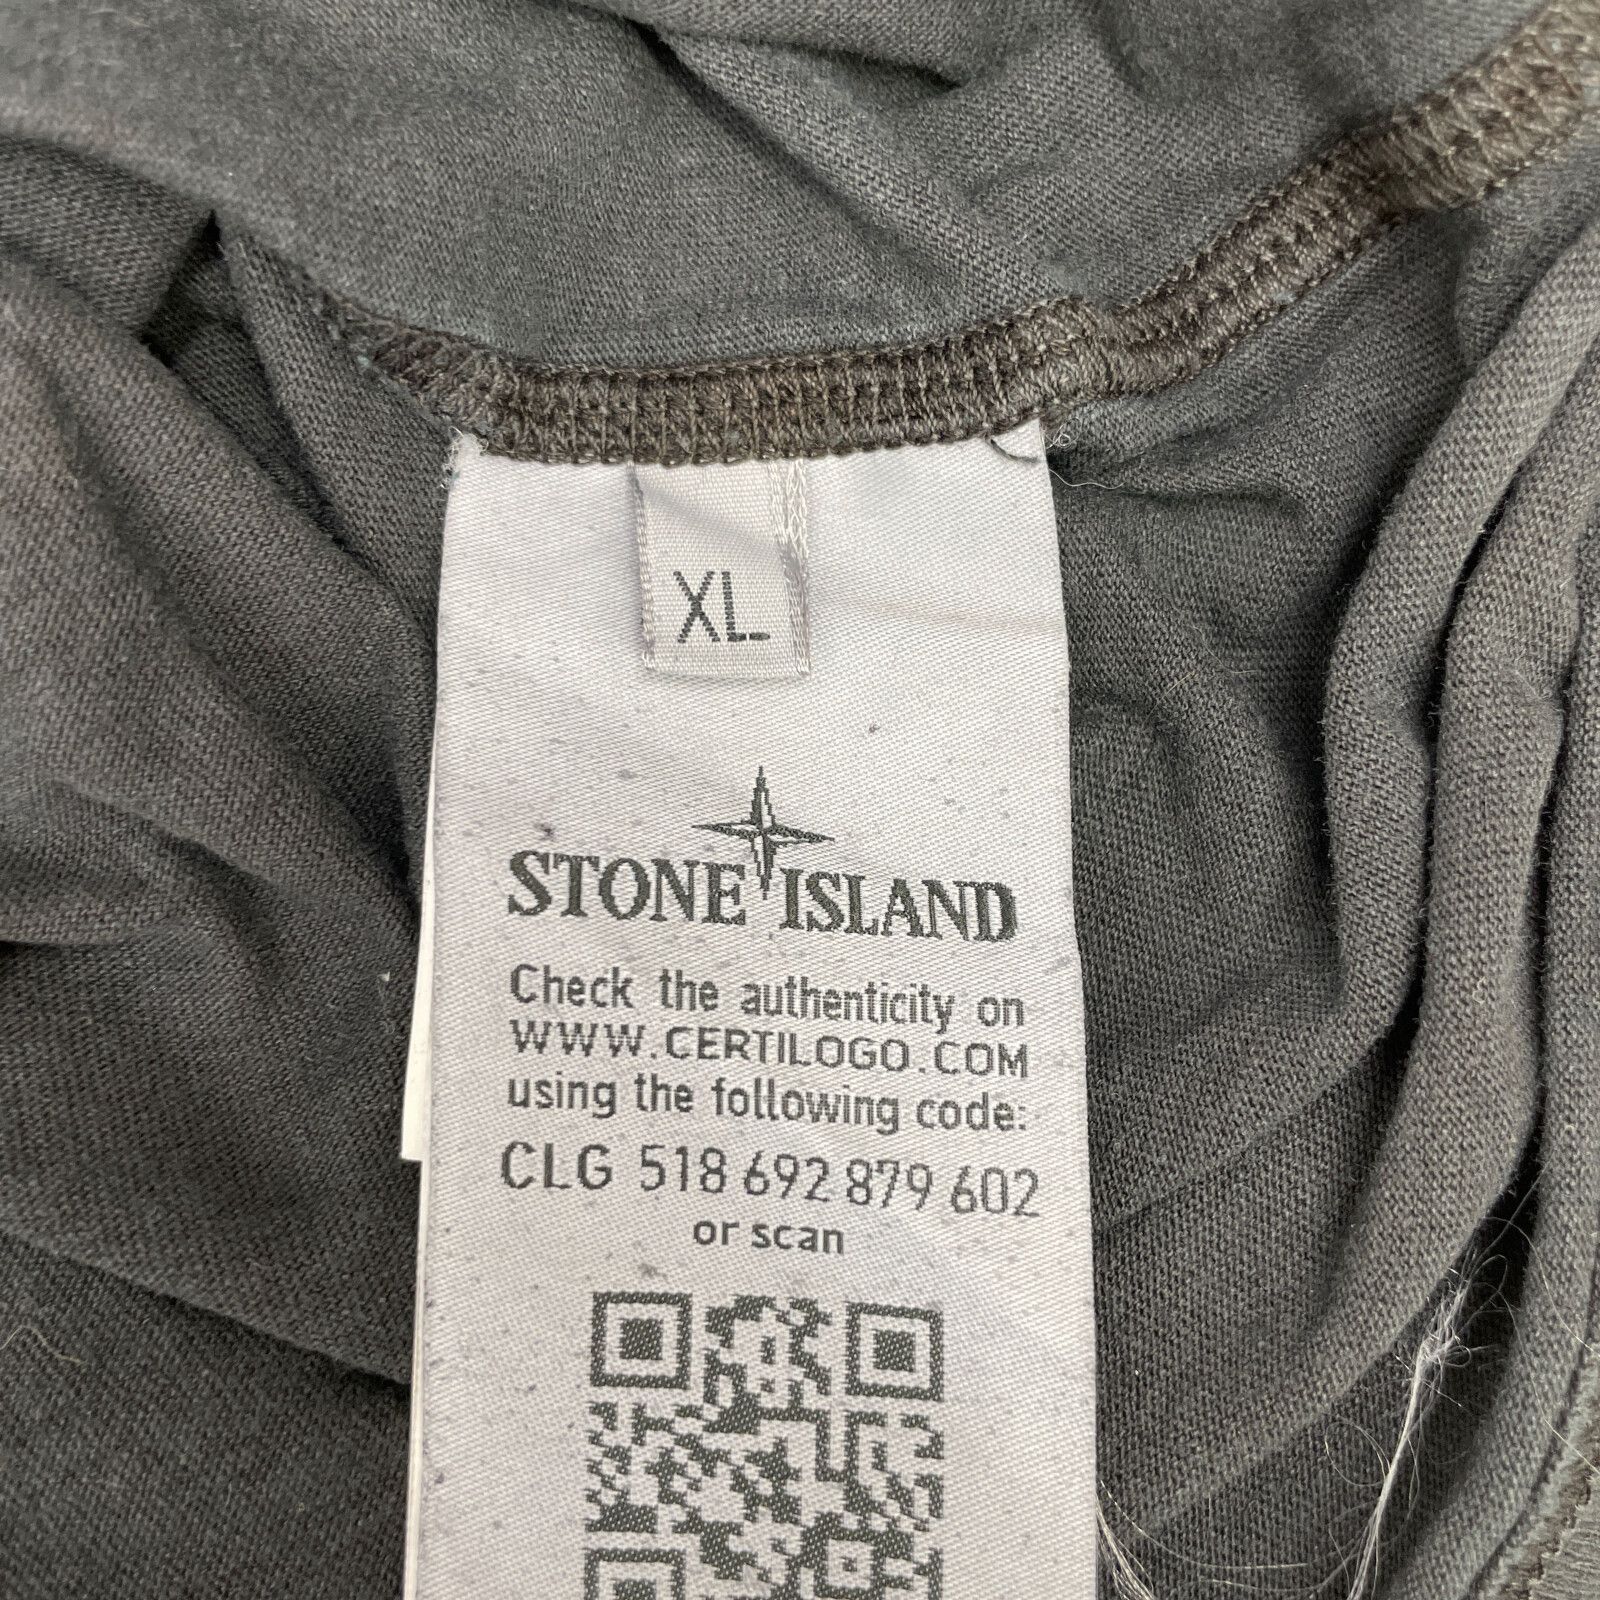 XL
STONE ISLAND
Check the authenticity on
WWW.CERTILOGO.COM
using the following code:
CLG 518 692 879 602
or scan